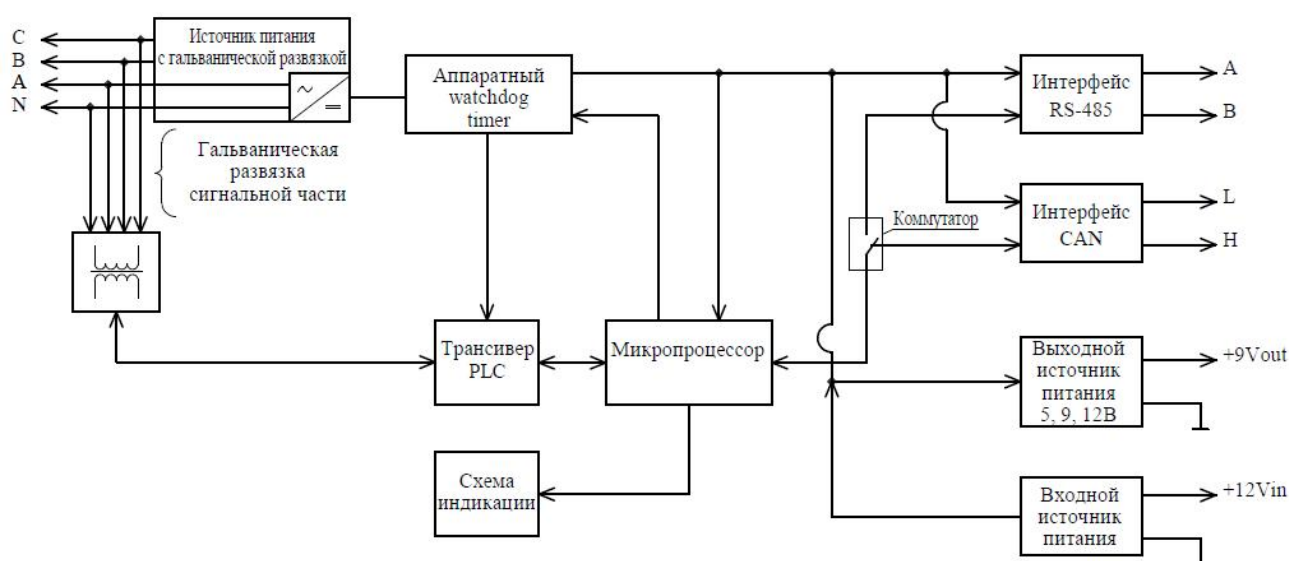 C
B
A
N
Источник питания
с гальванической развязкой
~
=
Гальваническая
развязка
сигнальной части
Аппаратный
watchdog
timer
Трансивер
PLC
Микропроцессор
Схема
индикации
Коммутатор
Интерфейс
RS-485
A
B
Интерфейс
CAN
L
H
Выходной
источник
питания
5, 9, 12В
+9Vout
Входной
источник
питания
+12Vin